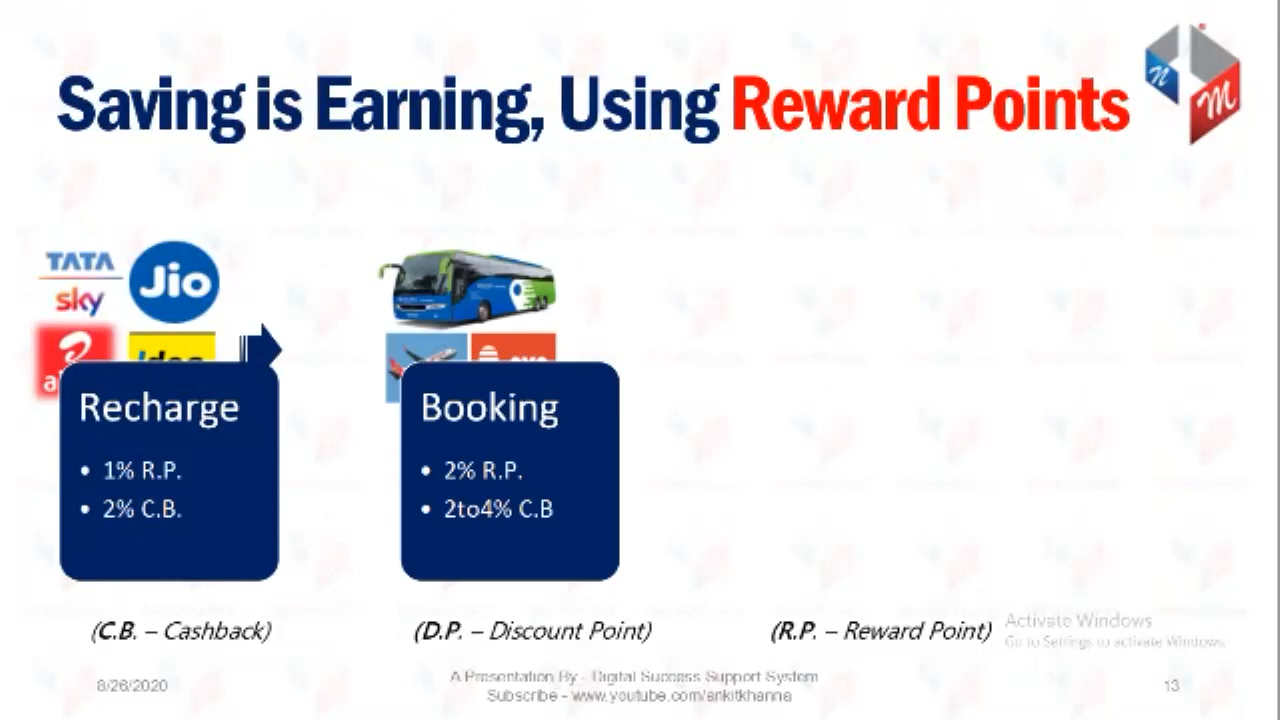 Saving is Earning, Using Reward Points
n
M
TATA
sky
Jio
Recharge
• 1% R.P.
• 2% C.B.
Booking
• 2% R.P.
• 2to4% C.B
(C.B. – Cashback)
(D.P. – Discount Point)
(R.P. – Reward Point)
Activate Windows
Go to Settings to activate Windows.
8/26/2020
A Presentation By - Digital Success Support System
Subscribe - www.youtube.com/ankitkhanna
13